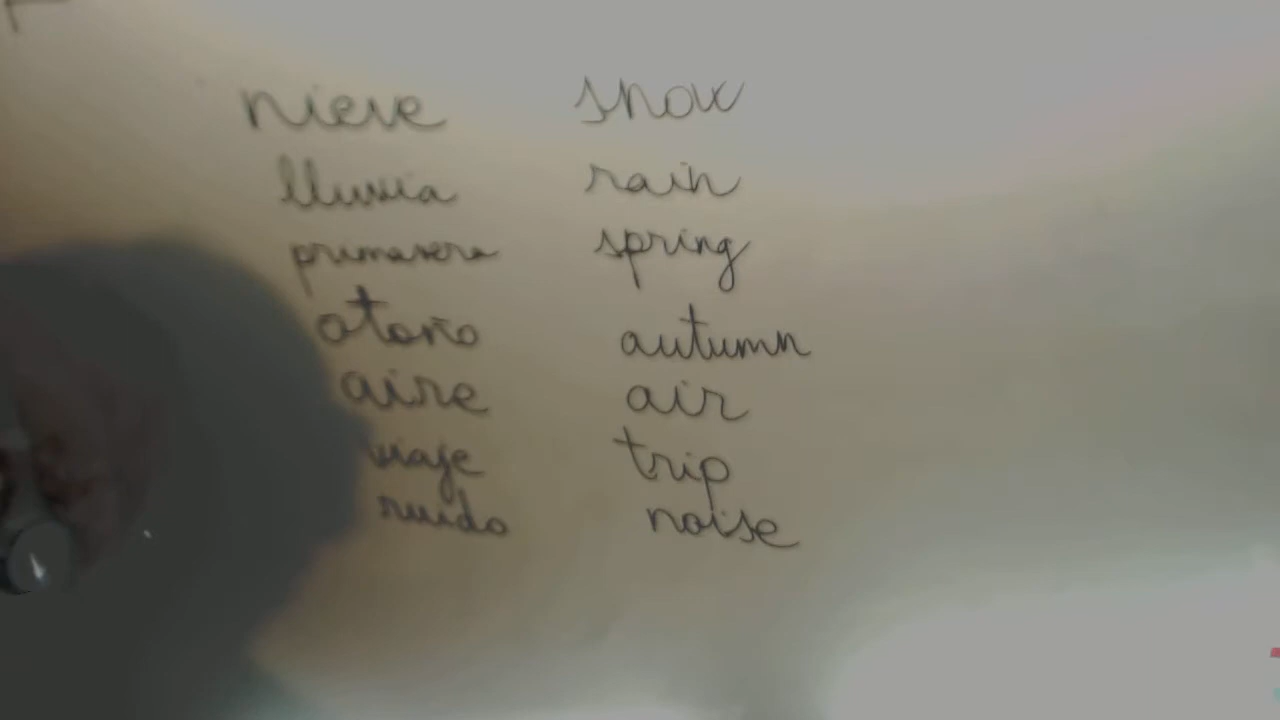 nieve snow
lluvia rain
primavera spring
otoño autumn
aire air
viaje trip
ruido noise